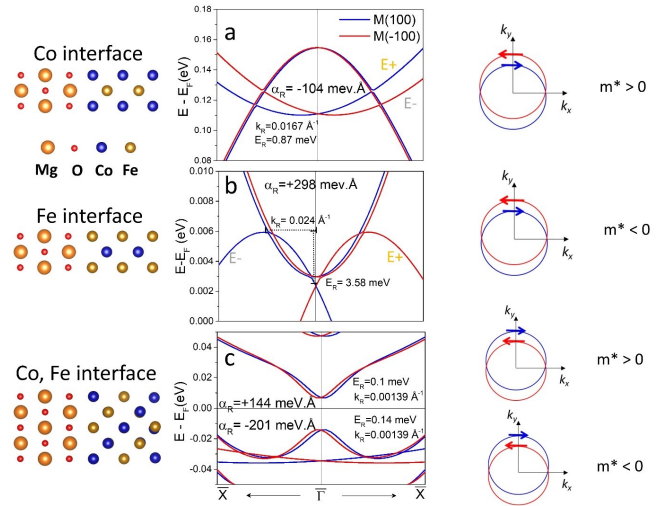 Co interface
Mg O Co Fe
Fe interface
Co, Fe interface
a
M(100)
M(-100)
E - E_F (eV)
0.20
0.18
0.16
0.14
0.12
0.10
0.08
E+
E-
α_R= -104 mev.Å
k_R=0.0167 Å⁻¹
E_R=0.87 meV
b
E-E_F (eV)
0.010
0.008
0.006
0.004
0.002
0.000
α_R=+298 mev.Å
k_R= 0.024 Å⁻¹
E-
E+
E_R= 3.58 meV
c
E - E_F (eV)
0.04
0.02
0.00
-0.02
-0.04
E_R=0.1 meV
k_R=0.00139 Å⁻¹
α_R=+144 meV.Å
α_R= -201 meV.Å
E_R=0.14 meV
k_R=0.00139 Å⁻¹
X̅ Γ̅ X̅
k_y
k_x
m* > 0
k_y
k_x
m* < 0
k_y
k_x
m* > 0
k_y
k_x
m* < 0